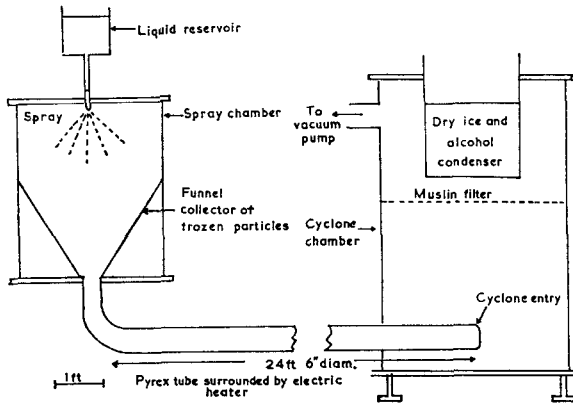 Liquid reservoir
Spray
Spray chamber
To
vacuum
pump
Dry ice and
alcohol
condenser
Muslin filter
Funnel
collector of
frozen particles
Cyclone
chamber
Cyclone entry
24ft 6"diam.
1ft
Pyrex tube surrounded by electric
heater